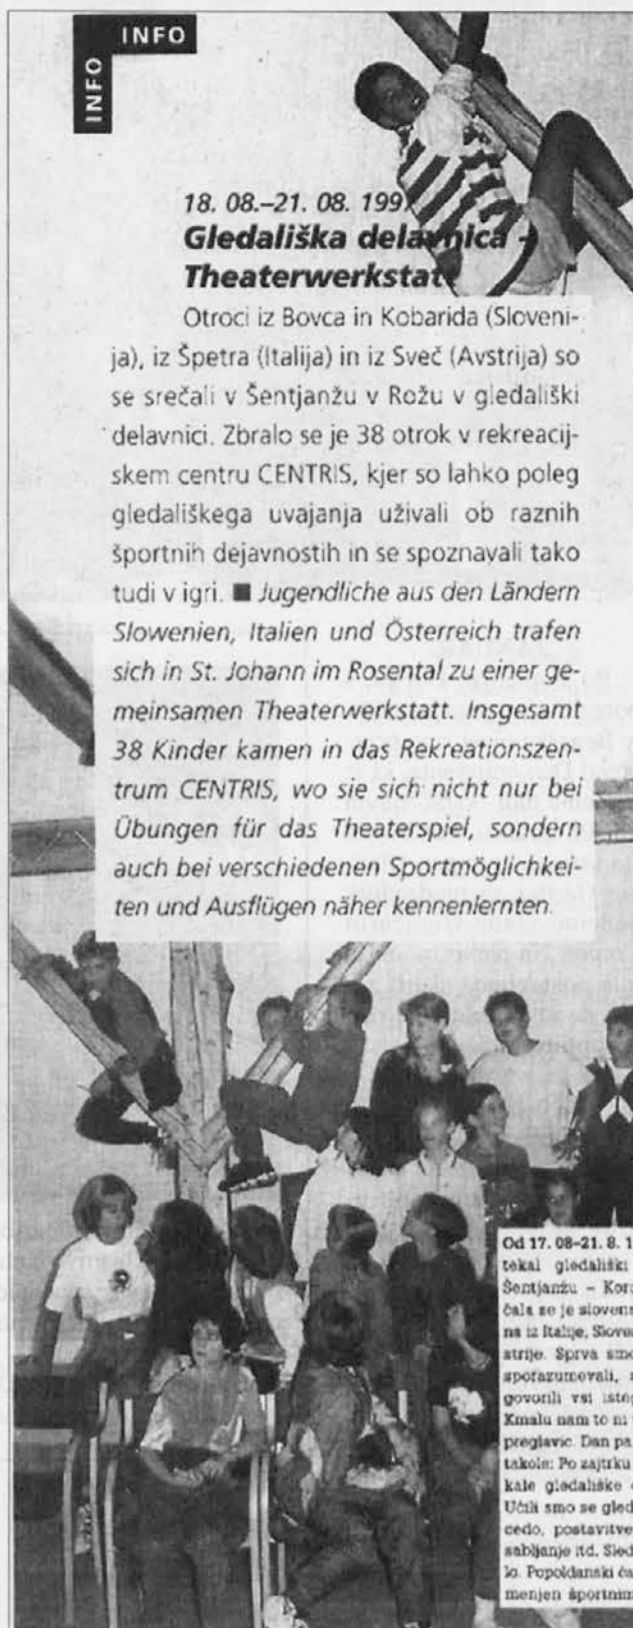 INFO
INFO
18. 08.–21. 08. 199
Gledališka delavnica –
Theaterwerkstatt
Otroci iz Bovca in Kobarida (Sloveni-
ja), iz Špetra (Italija) in iz Sveč (Avstrija) so
se srečali v Šentjanžu v Rožu v gledališki
delavnici. Zbralo se je 38 otrok v rekreacij-
skem centru CENTRIS, kjer so lahko poleg
gledališkega uvajanja uživali ob raznih
športnih dejavnostih in se spoznavali tako
tudi v igri. ■ Jugendliche aus den Ländern
Slowenien, Italien und Österreich trafen
sich in St. Johann im Rosental zu einer ge-
meinsamen Theaterwerkstatt. Insgesamt
38 Kinder kamen in das Rekreationszen-
trum CENTRIS, wo sie sich nicht nur bei
Übungen für das Theaterspiel, sondern
auch bei verschiedenen Sportmöglichkei-
ten und Ausflügen näher kennenlernten.
Od 17. 08–21. 8. 1
tekal gledališki
Šentjanžu – Koro
čala se je slovens
na iz Italije, Sloven
strije. Sprva smo
sporazumevali, s
govorili vsi isteg
Kmalu nam to ni
preglavic. Dan pa
takole: Po zajtrku
kale gledališke
Učili smo se gled
cedo, postavitve
sabljanje itd. Sled
lo. Popoldanski ča
menjen športnim